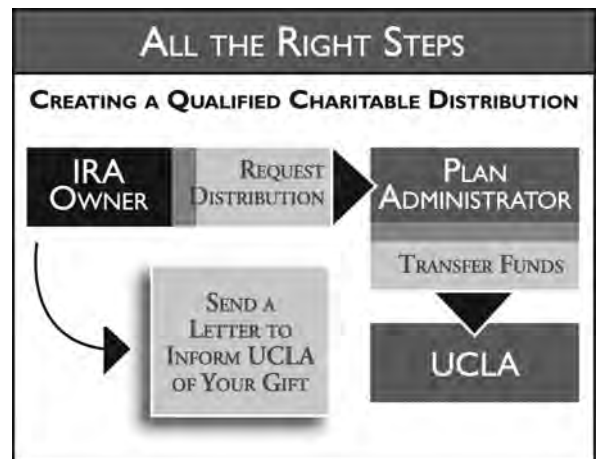 ALL THE RIGHT STEPS
CREATING A QUALIFIED CHARITABLE DISTRIBUTION
IRA
OWNER
REQUEST
DISTRIBUTION
PLAN
ADMINISTRATOR
TRANSFER FUNDS
SEND A
LETTER TO
INFORM UCLA
OF YOUR GIFT
UCLA